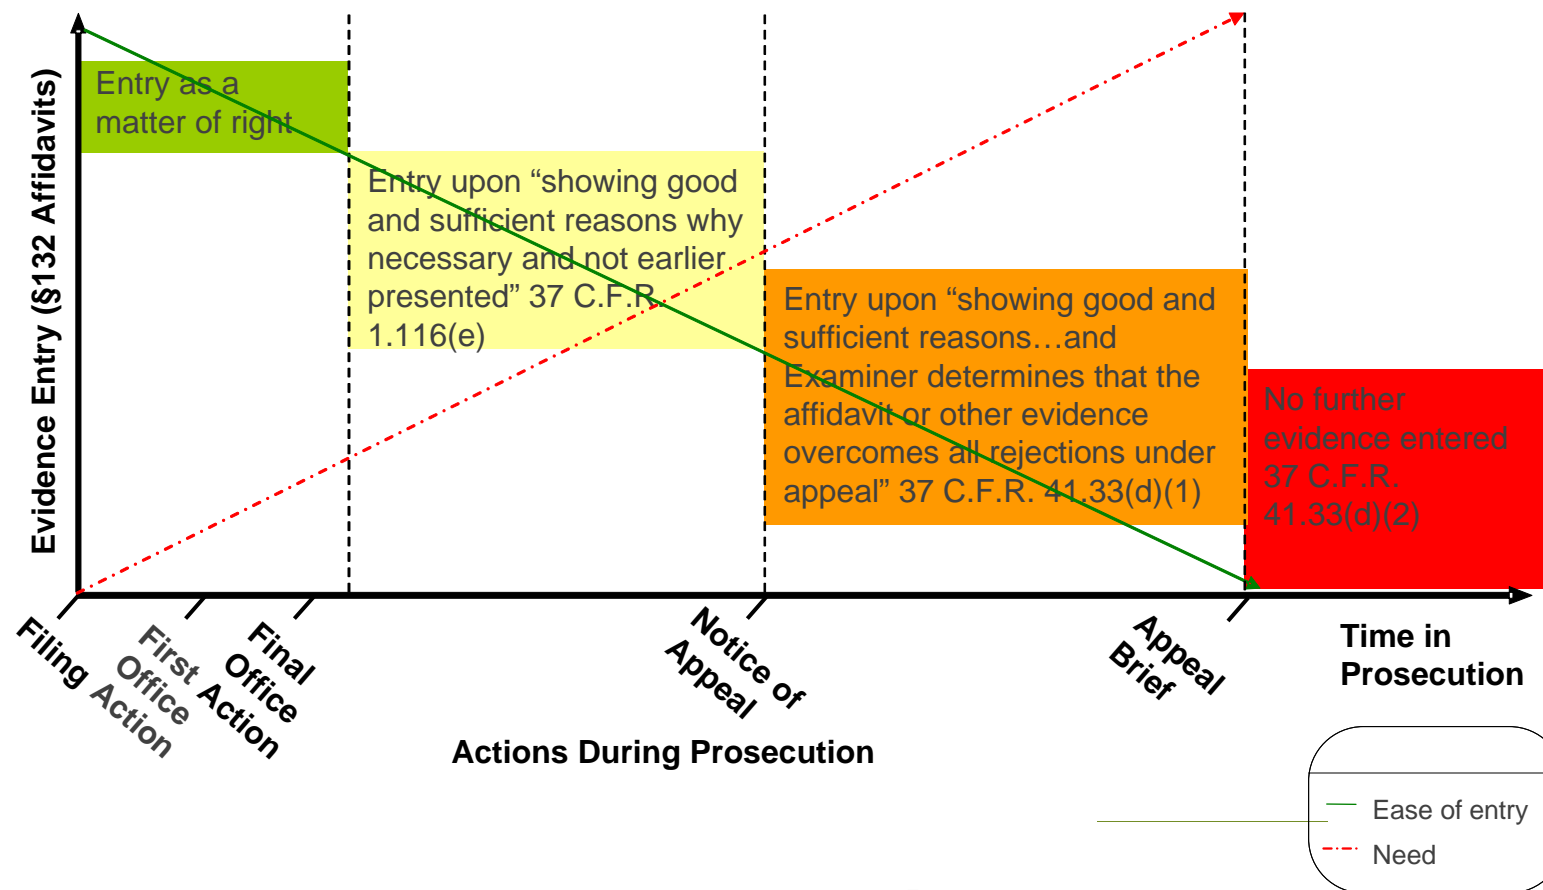 Evidence Entry (§132 Affidavits)
Entry as a
matter of right
Entry upon “showing good
and sufficient reasons why
necessary and not earlier
presented” 37 C.F.R.
1.116(e)
Entry upon “showing good and
sufficient reasons…and
Examiner determines that the
affidavit or other evidence
overcomes all rejections under
appeal” 37 C.F.R. 41.33(d)(1)
No further
evidence entered
37 C.F.R.
41.33(d)(2)
Filing
First
Office
Action
Final
Office
Action
Notice of
Appeal
Appeal
Brief
Time in
Prosecution
Actions During Prosecution
Ease of entry
Need